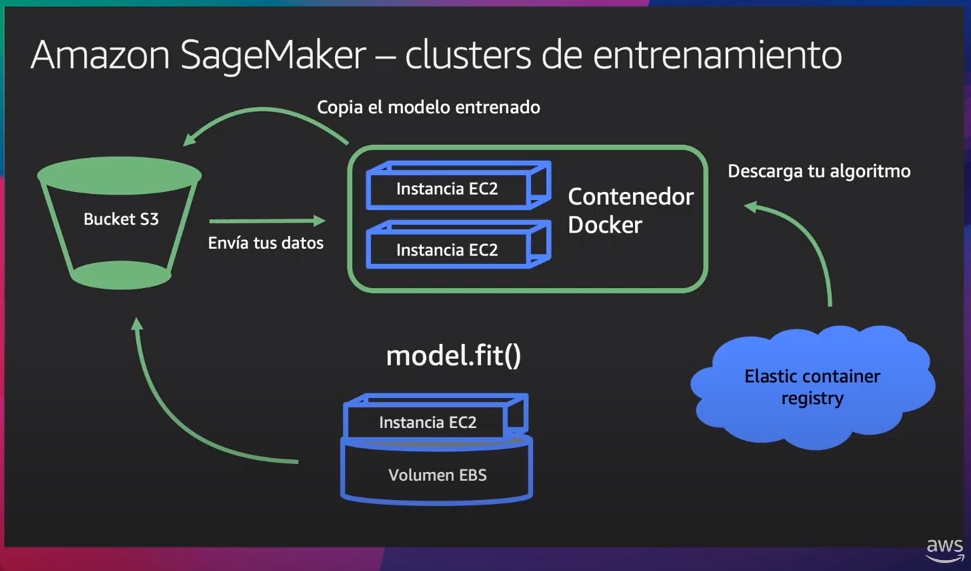 Amazon SageMaker – clusters de entrenamiento
Copia el modelo entrenado
Bucket S3
Envía tus datos
Instancia EC2
Instancia EC2
Contenedor
Docker
Descarga tu algoritmo
model.fit()
Instancia EC2
Volumen EBS
Elastic container
registry
aws